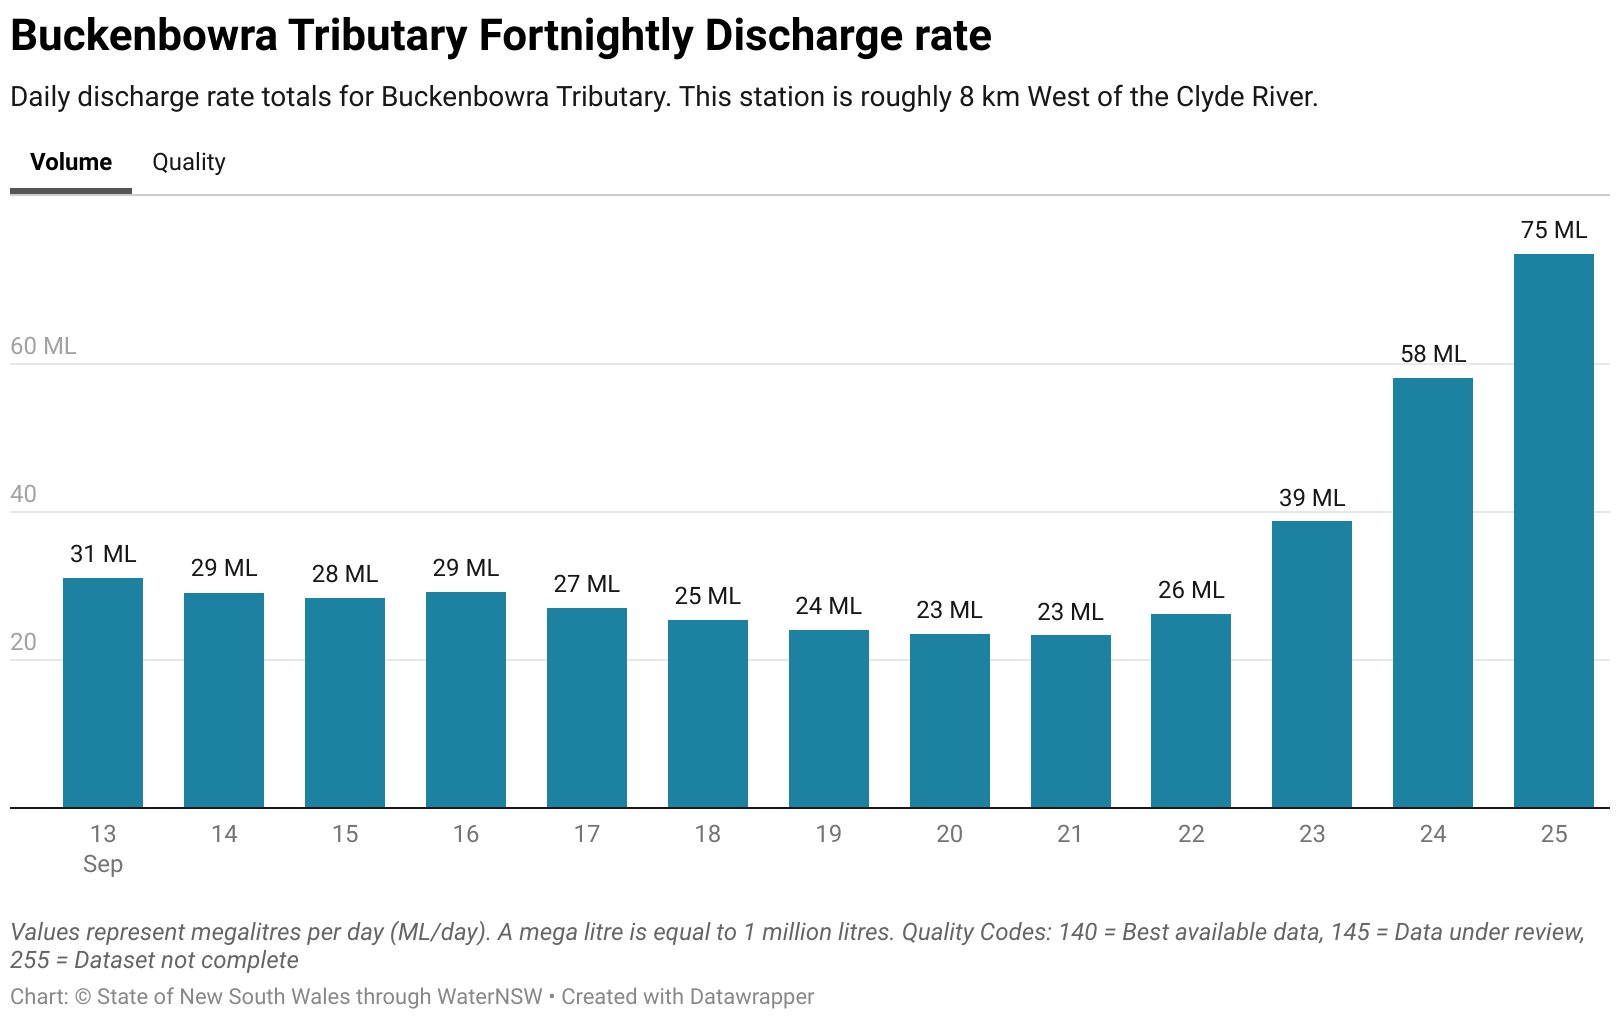 Buckenbowra Tributary Fortnightly Discharge rate
Daily discharge rate totals for Buckenbowra Tributary. This station is roughly 8 km West of the Clyde River.
Volume Quality
75 ML
60 ML
58 ML
40
39 ML
31 ML
29 ML
28 ML
29 ML
27 ML
25 ML
24 ML
23 ML
23 ML
26 ML
20
13 14 15 16 17 18 19 20 21 22 23 24 25
Sep
Values represent megalitres per day (ML/day). A mega litre is equal to 1 million litres. Quality Codes: 140 = Best available data, 145 = Data under review,
255 = Dataset not complete
Chart: © State of New South Wales through WaterNSW • Created with Datawrapper